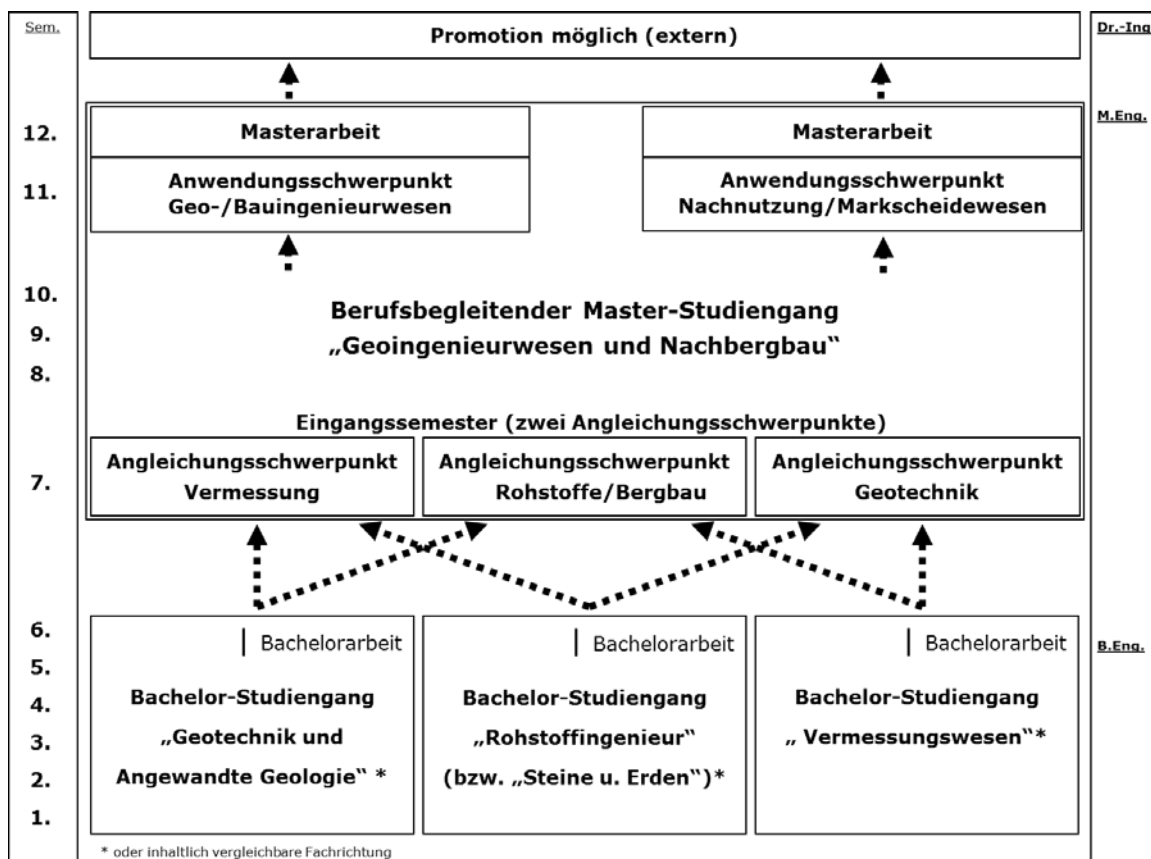 Sem.
Promotion möglich (extern)
Dr.-Ing
12.
Masterarbeit
Masterarbeit
M.Eng.
11.
Anwendungsschwerpunkt
Geo-/Bauingenieurwesen
Anwendungsschwerpunkt
Nachnutzung/Markscheidewesen
10.
9.
8.
Berufsbegleitender Master-Studiengang
„Geoingenieurwesen und Nachbergbau“
Eingangssemester (zwei Angleichungsschwerpunkte)
7.
Angleichungsschwerpunkt
Vermessung
Angleichungsschwerpunkt
Rohstoffe/Bergbau
Angleichungsschwerpunkt
Geotechnik
6.
5.
4.
3.
2.
1.
Bachelorarbeit
Bachelor-Studiengang
„Geotechnik und
Angewandte Geologie“ *
Bachelorarbeit
Bachelor-Studiengang
„Rohstoffingenieur“
(bzw. „Steine u. Erden“)*
Bachelorarbeit
Bachelor-Studiengang
„ Vermessungswesen“*
B.Eng.
* oder inhaltlich vergleichbare Fachrichtung